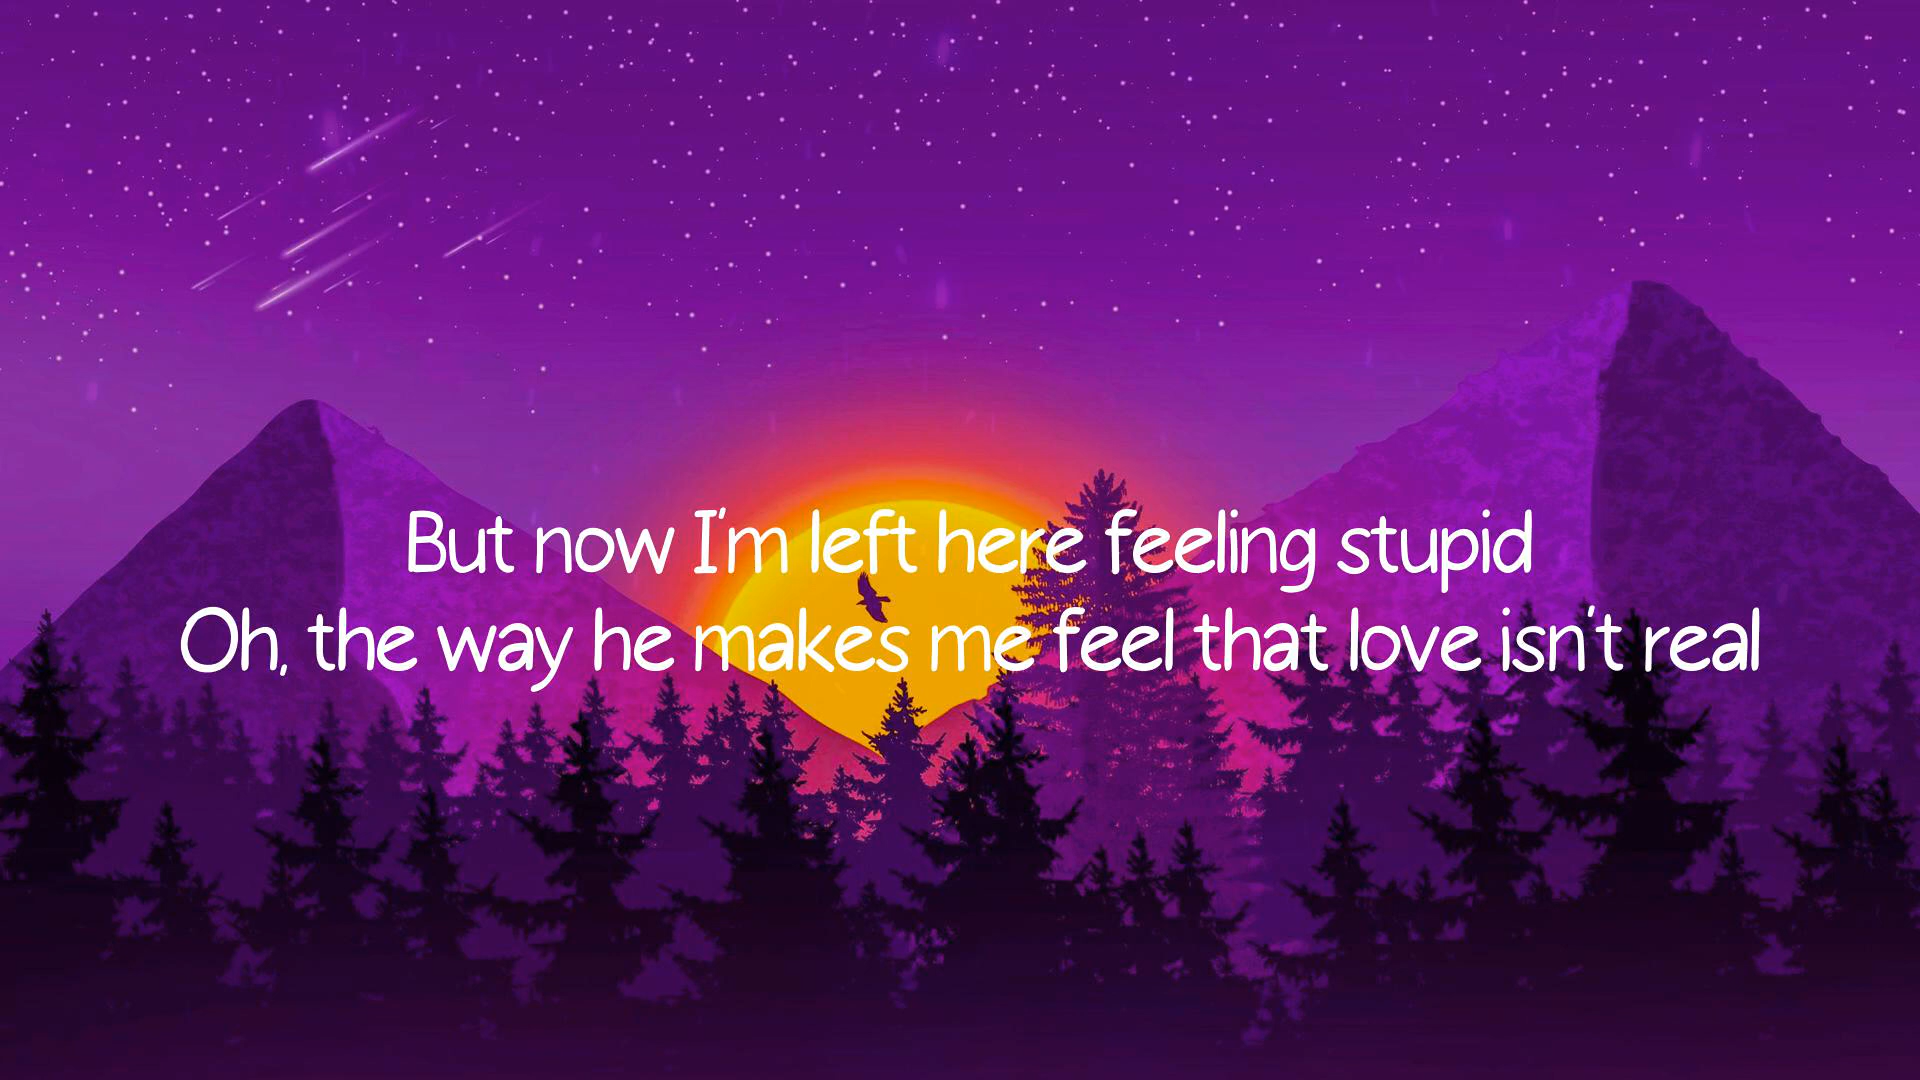 But now I'm left here feeling stupid
Oh, the way he makes me feel that love isn't real